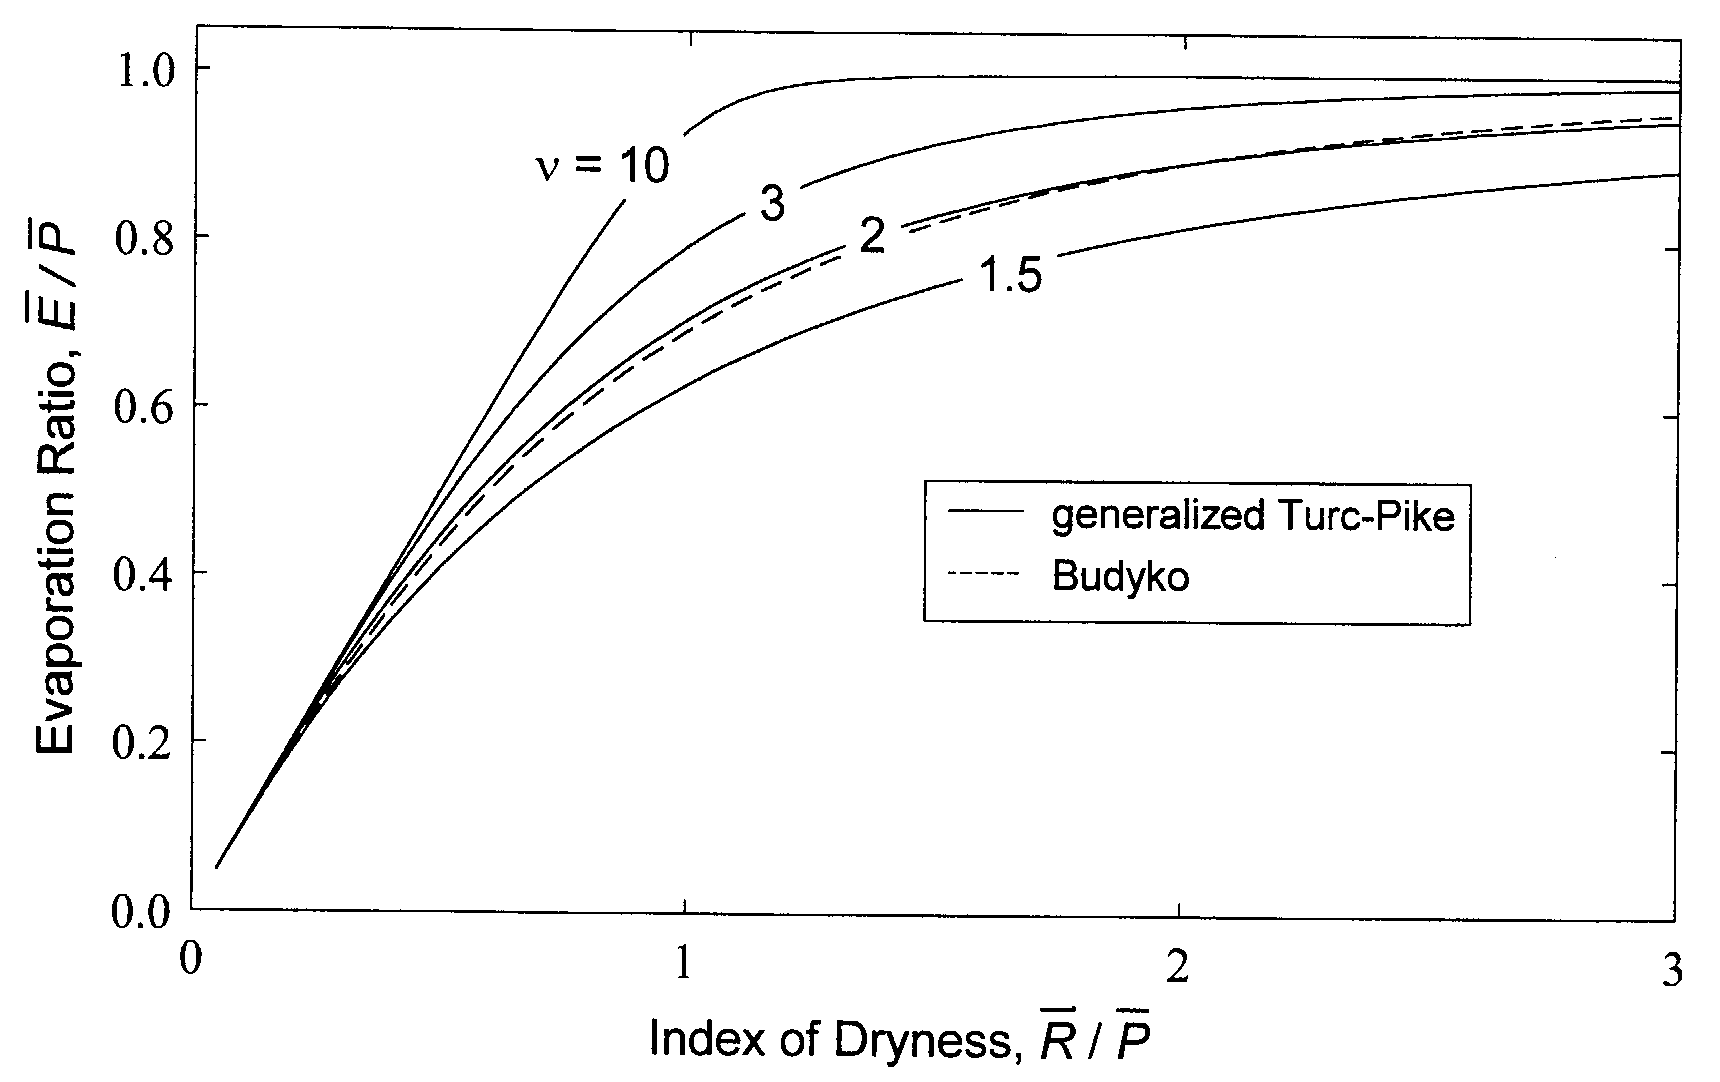 1.0
0.8
0.6
0.4
0.2
0.0
Evaporation Ratio, E̅ / P̅
ν = 10
3
2
1.5
generalized Turc-Pike
Budyko
0 1 2 3
Index of Dryness, R̅ / P̅